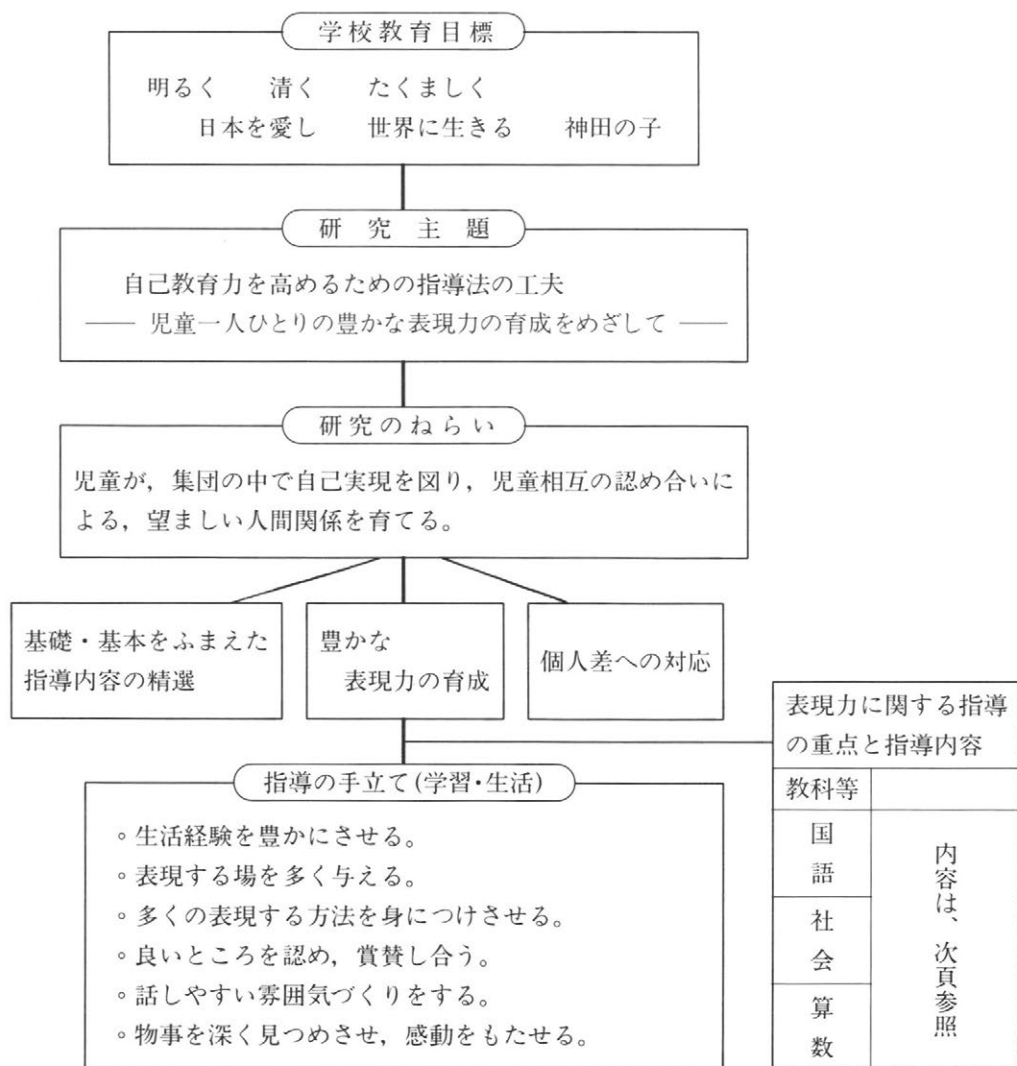 学校教育目標
明るく　清く　たくましく
日本を愛し　世界に生きる　神田の子
研究主題
自己教育力を高めるための指導法の工夫
―― 児童一人ひとりの豊かな表現力の育成をめざして ――
研究のねらい
児童が，集団の中で自己実現を図り，児童相互の認め合いに
よる，望ましい人間関係を育てる。
基礎・基本をふまえた
指導内容の精選
豊かな
表現力の育成
個人差への対応
表現力に関する指導
の重点と指導内容
教科等
国語
社会
算数
内容は、次頁参照
指導の手立て(学習・生活)
◦生活経験を豊かにさせる。
◦表現する場を多く与える。
◦多くの表現する方法を身につけさせる。
◦良いところを認め，賞賛し合う。
◦話しやすい雰囲気づくりをする。
◦物事を深く見つめさせ，感動をもたせる。